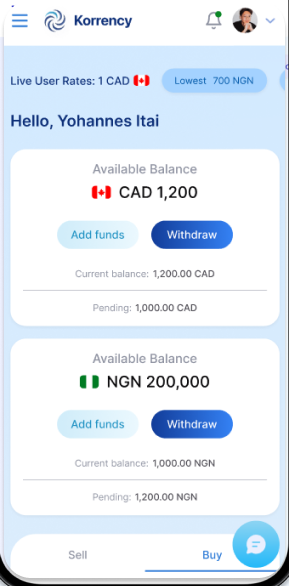 Korrency
Live User Rates: 1 CAD Lowest 700 NGN
Hello, Yohannes Itai
Available Balance
CAD 1,200
Add funds Withdraw
Current balance: 1,200.00 CAD
Pending: 1,000.00 CAD
Available Balance
NGN 200,000
Add funds Withdraw
Current balance: 1,000.00 NGN
Pending: 1,200.00 NGN
Sell Buy